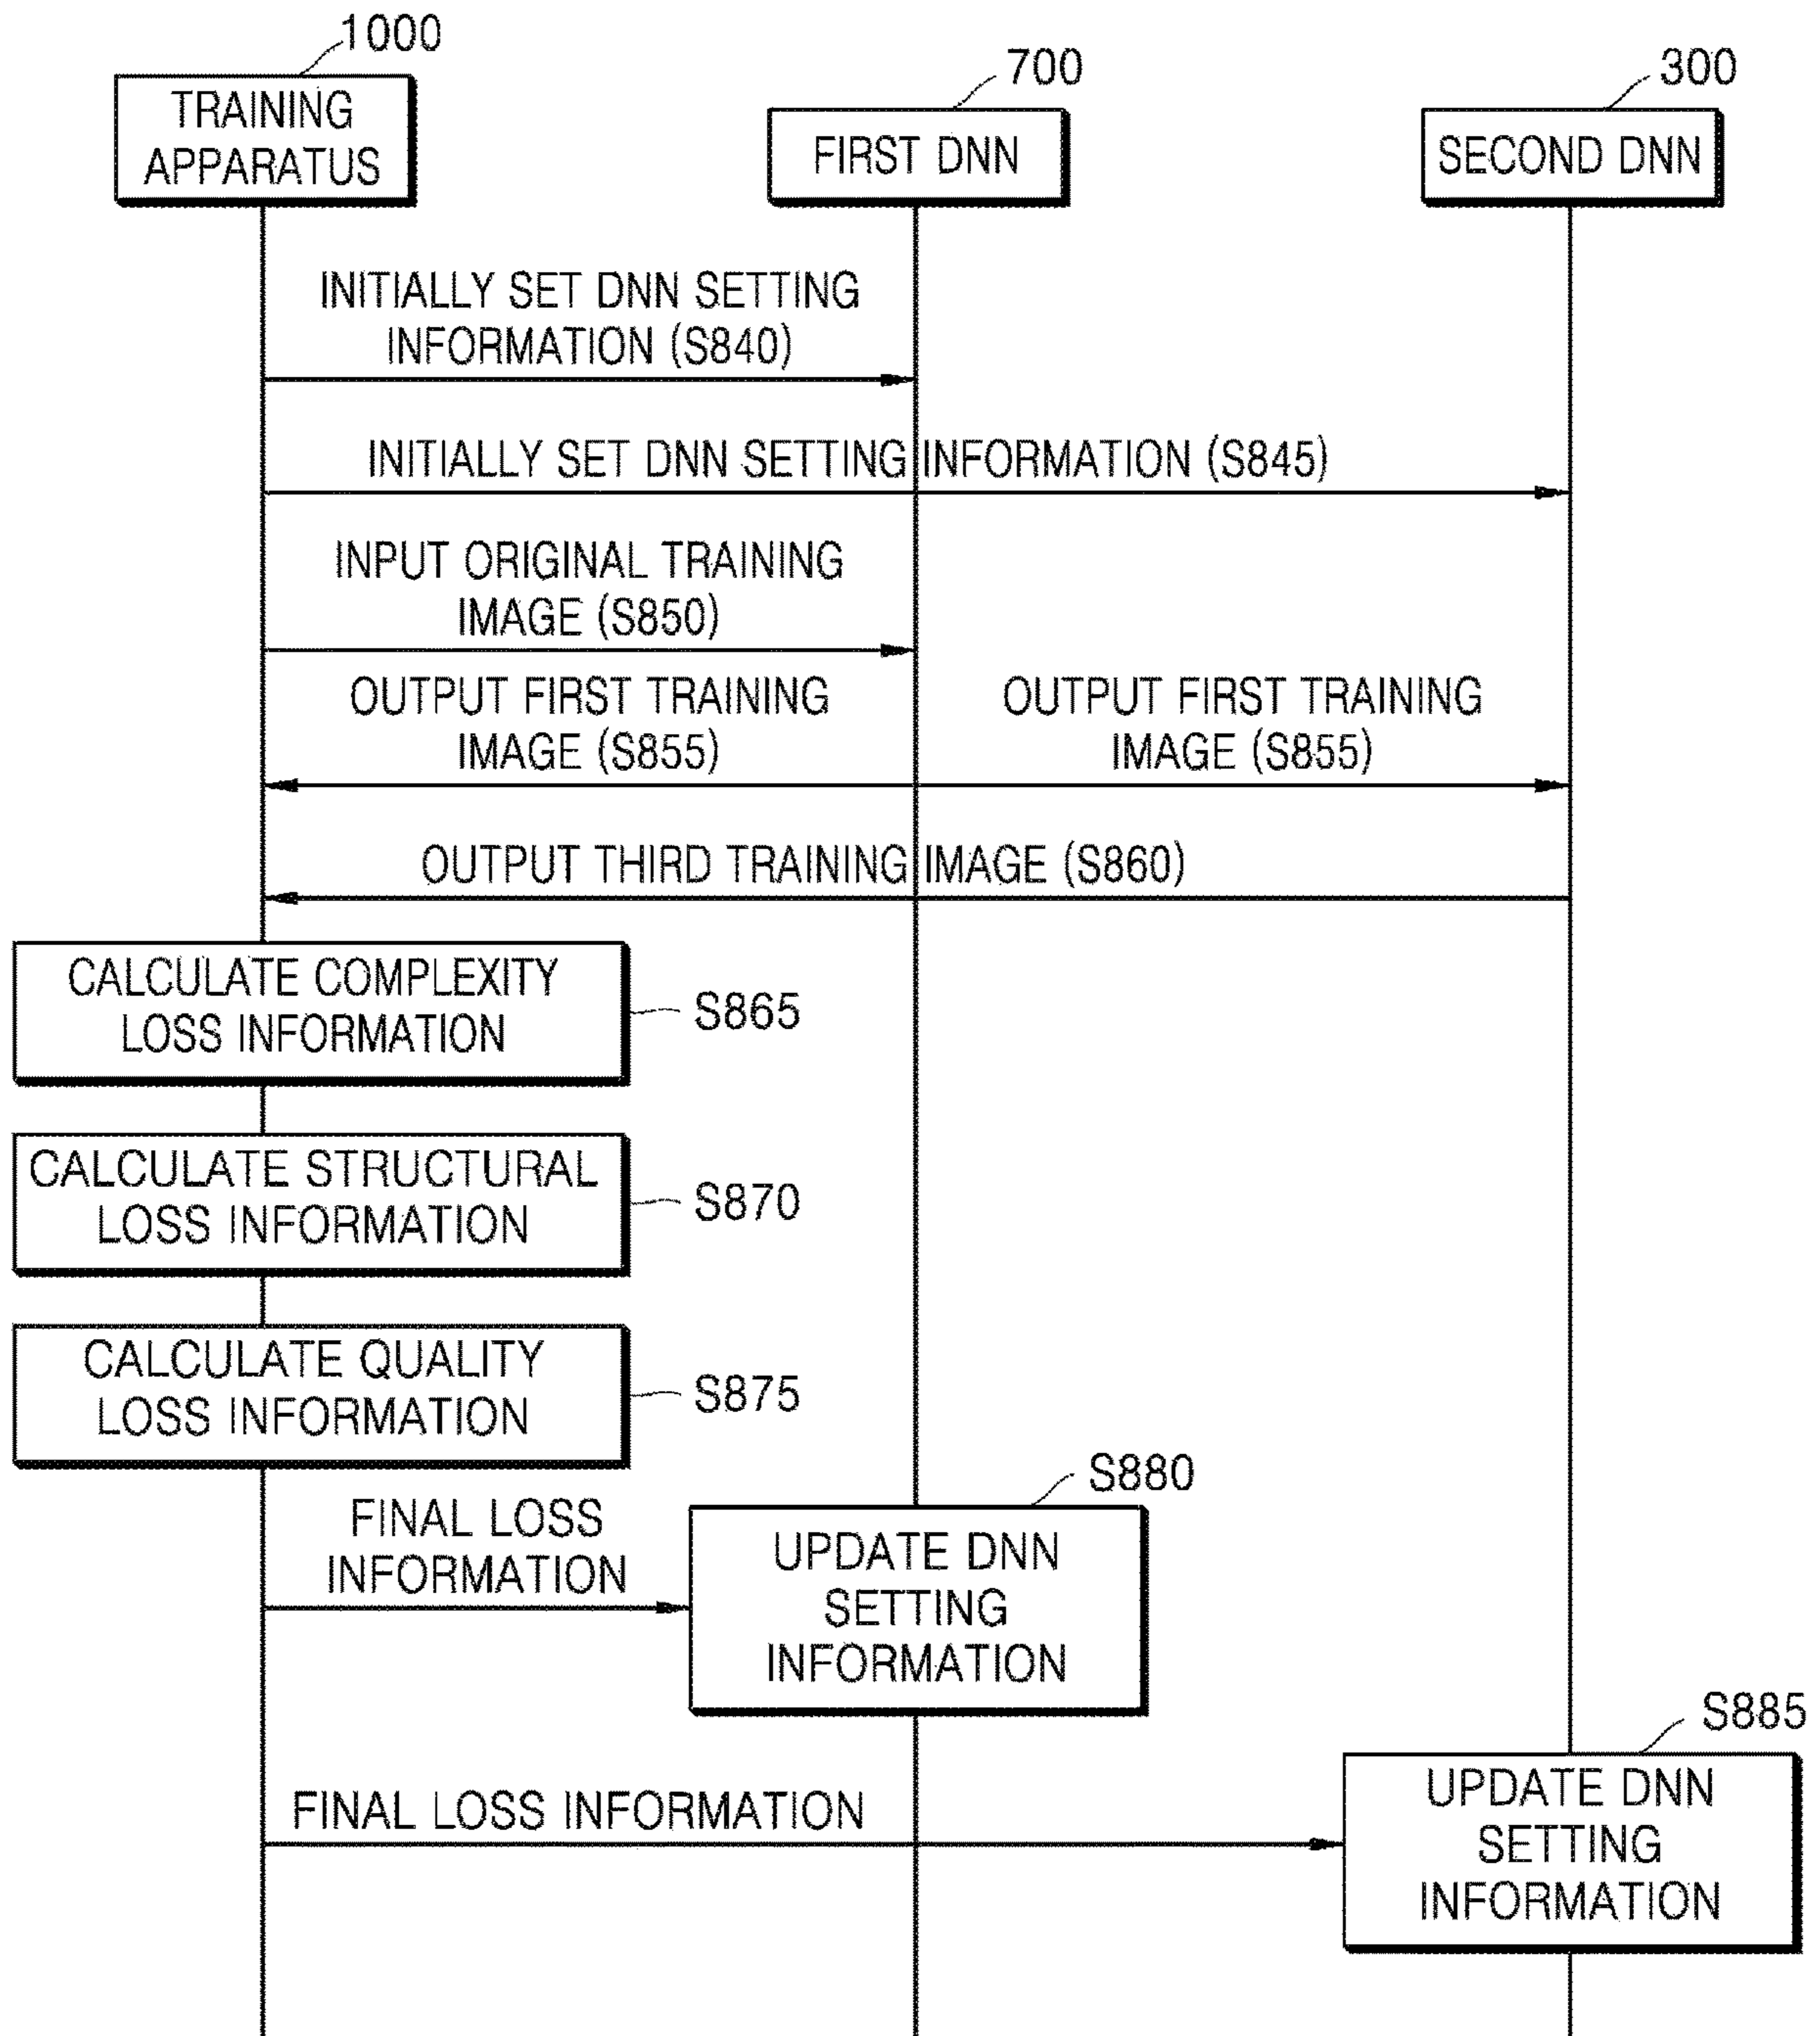 1000
700
300
TRAINING
APPARATUS
FIRST DNN
SECOND DNN
INITIALLY SET DNN SETTING
INFORMATION (S840)
INITIALLY SET DNN SETTING INFORMATION (S845)
INPUT ORIGINAL TRAINING
IMAGE (S850)
OUTPUT FIRST TRAINING
IMAGE (S855)
OUTPUT FIRST TRAINING
IMAGE (S855)
OUTPUT THIRD TRAINING IMAGE (S860)
CALCULATE COMPLEXITY
LOSS INFORMATION
S865
CALCULATE STRUCTURAL
LOSS INFORMATION
S870
CALCULATE QUALITY
LOSS INFORMATION
S875
FINAL LOSS
INFORMATION
S880
UPDATE DNN
SETTING
INFORMATION
FINAL LOSS INFORMATION
S885
UPDATE DNN
SETTING
INFORMATION